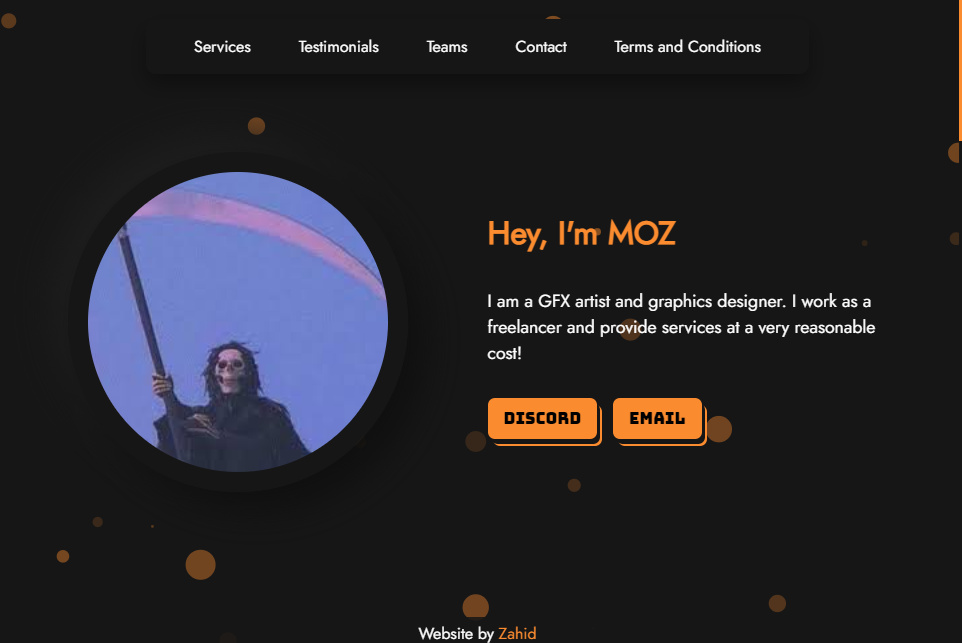 Services Testimonials Teams Contact Terms and Conditions
Hey, I'm MOZ
I am a GFX artist and graphics designer. I work as a
freelancer and provide services at a very reasonable
cost!
DISCORD EMAIL
Website by Zahid